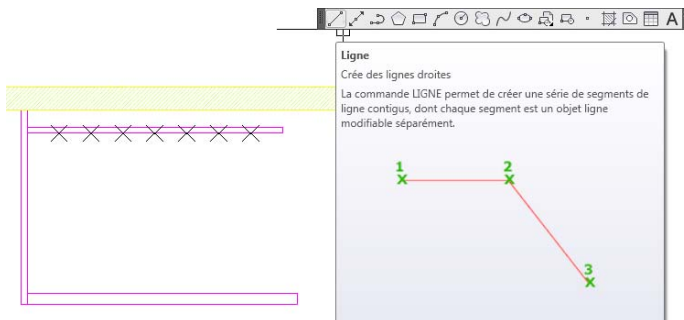 A
Ligne
Crée des lignes droites
La commande LIGNE permet de créer une série de segments de
ligne contigus, dont chaque segment est un objet ligne
modifiable séparément.
1
2
3